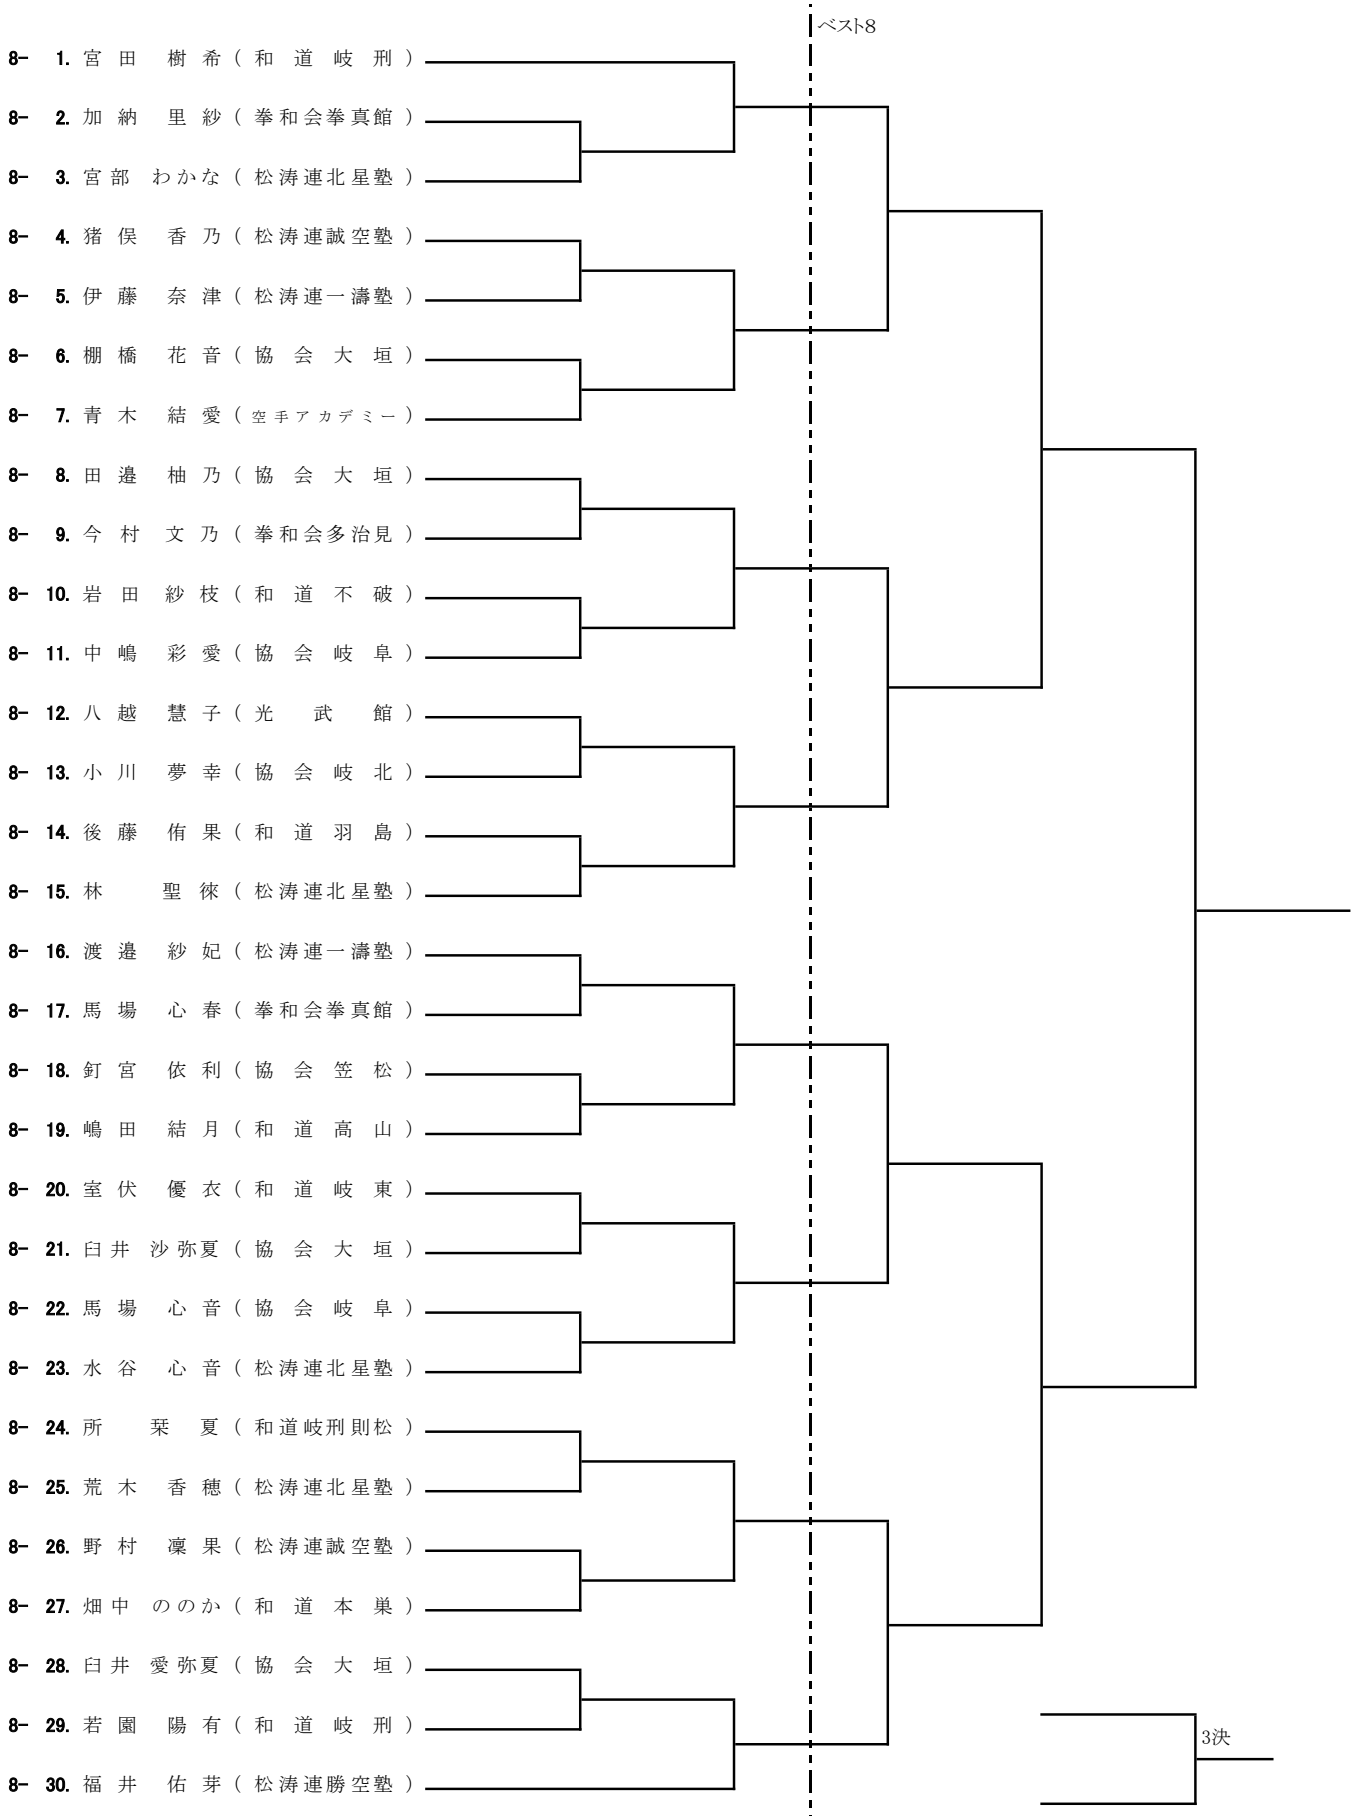 ベスト8
8- 1. 宮田 樹希 ( 和道岐刑 )
8- 2. 加納 里紗 ( 拳和会拳真館 )
8- 3. 宮部 わかな ( 松涛連北星塾 )
8- 4. 猪俣 香乃 ( 松涛連誠空塾 )
8- 5. 伊藤 奈津 ( 松涛連一濤塾 )
8- 6. 棚橋 花音 ( 協会大垣 )
8- 7. 青木 結愛 ( 空手アカデミー )
8- 8. 田邉 柚乃 ( 協会大垣 )
8- 9. 今村 文乃 ( 拳和会多治見 )
8- 10. 岩田 紗枝 ( 和道不破 )
8- 11. 中嶋 彩愛 ( 協会岐阜 )
8- 12. 八越 慧子 ( 光武館 )
8- 13. 小川 夢幸 ( 協会岐北 )
8- 14. 後藤 侑果 ( 和道羽島 )
8- 15. 林 聖徠 ( 松涛連北星塾 )
8- 16. 渡邉 紗妃 ( 松涛連一濤塾 )
8- 17. 馬場 心春 ( 拳和会拳真館 )
8- 18. 釘宮 依利 ( 協会笠松 )
8- 19. 嶋田 結月 ( 和道高山 )
8- 20. 室伏 優衣 ( 和道岐東 )
8- 21. 臼井 沙弥夏 ( 協会大垣 )
8- 22. 馬場 心音 ( 協会岐阜 )
8- 23. 水谷 心音 ( 松涛連北星塾 )
8- 24. 所 栞夏 ( 和道岐刑則松 )
8- 25. 荒木 香穂 ( 松涛連北星塾 )
8- 26. 野村 凜果 ( 松涛連誠空塾 )
8- 27. 畑中 ののか ( 和道本巣 )
8- 28. 臼井 愛弥夏 ( 協会大垣 )
8- 29. 若園 陽有 ( 和道岐刑 )
3決
8- 30. 福井 佑芽 ( 松涛連勝空塾 )